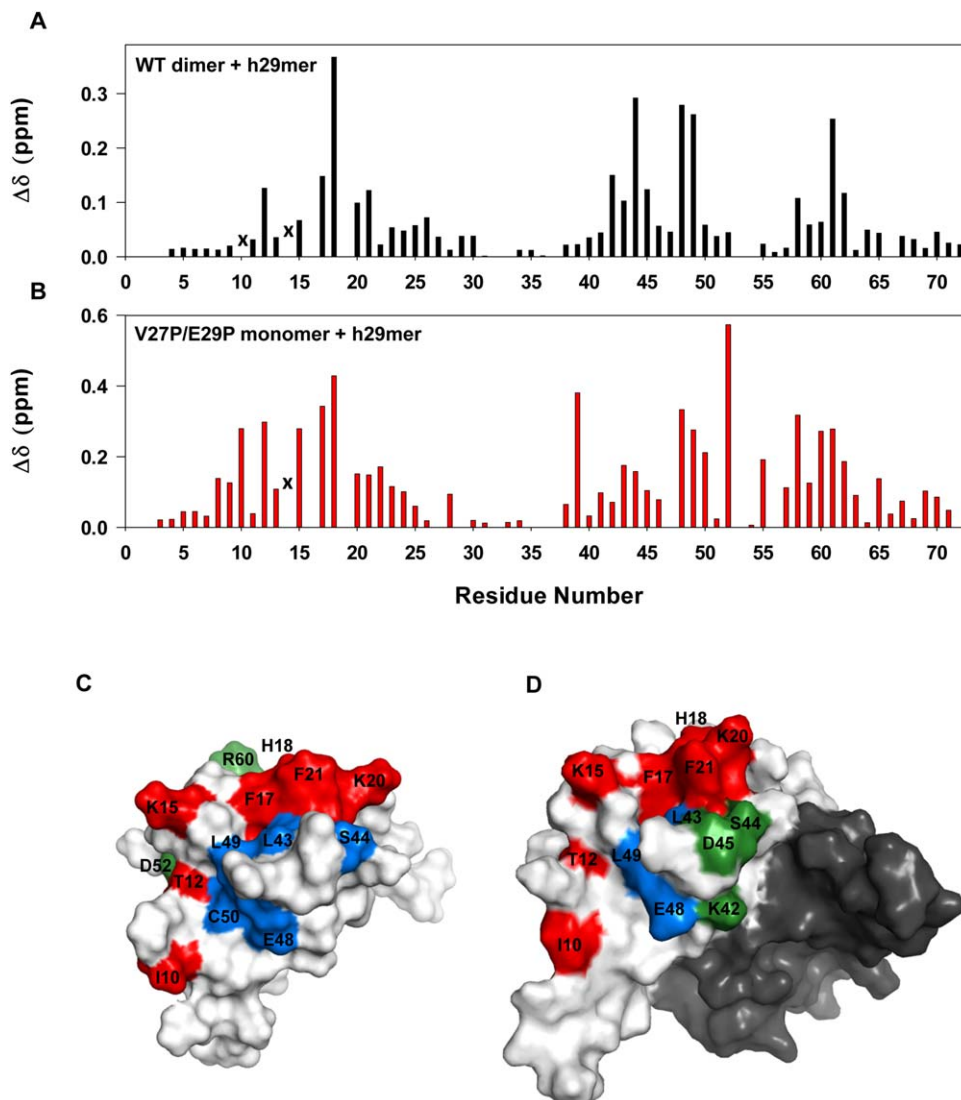 A
WT dimer + h29mer
Δδ (ppm)
0.3
0.2
0.1
0.0
x
x
0 5 10 15 20 25 30 35 40 45 50 55 60 65 70
B
V27P/E29P monomer + h29mer
Δδ (ppm)
0.6
0.4
0.2
0.0
x
0 5 10 15 20 25 30 35 40 45 50 55 60 65 70
Residue Number
C
R60
H18
K15
F17
F21
K20
L49
L43
S44
D52
T12
C50
E48
I10
D
H18
K20
K15
F17
F21
L43
S44
D45
T12
L49
E48
K42
I10